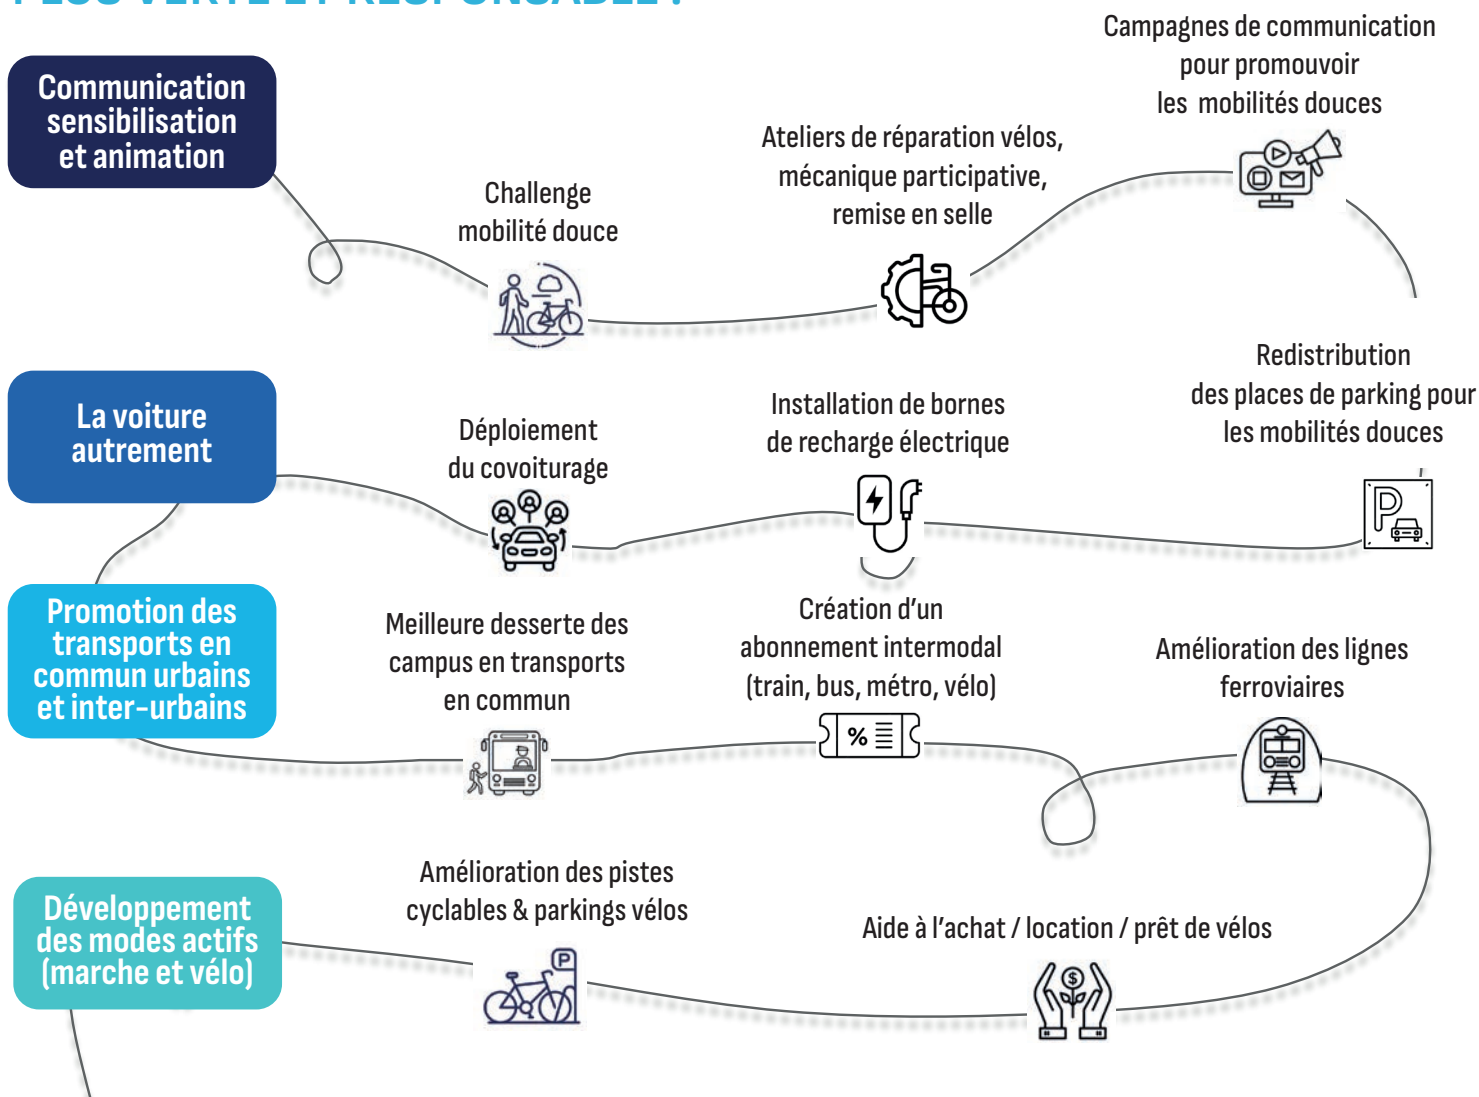 PLUS VERTE ET RESPONSABLE :
Communication
sensibilisation
et animation
Challenge
mobilité douce
Ateliers de réparation vélos,
mécanique participative,
remise en selle
Campagnes de communication
pour promouvoir
les mobilités douces
La voiture
autrement
Déploiement
du covoiturage
Installation de bornes
de recharge électrique
Redistribution
des places de parking pour
les mobilités douces
P
Promotion des
transports en
commun urbains
et inter-urbains
Meilleure desserte des
campus en transports
en commun
Création d'un
abonnement intermodal
(train, bus, métro, vélo)
%
Amélioration des lignes
ferroviaires
Développement
des modes actifs
(marche et vélo)
Amélioration des pistes
cyclables & parkings vélos
P
Aide à l'achat / location / prêt de vélos
$